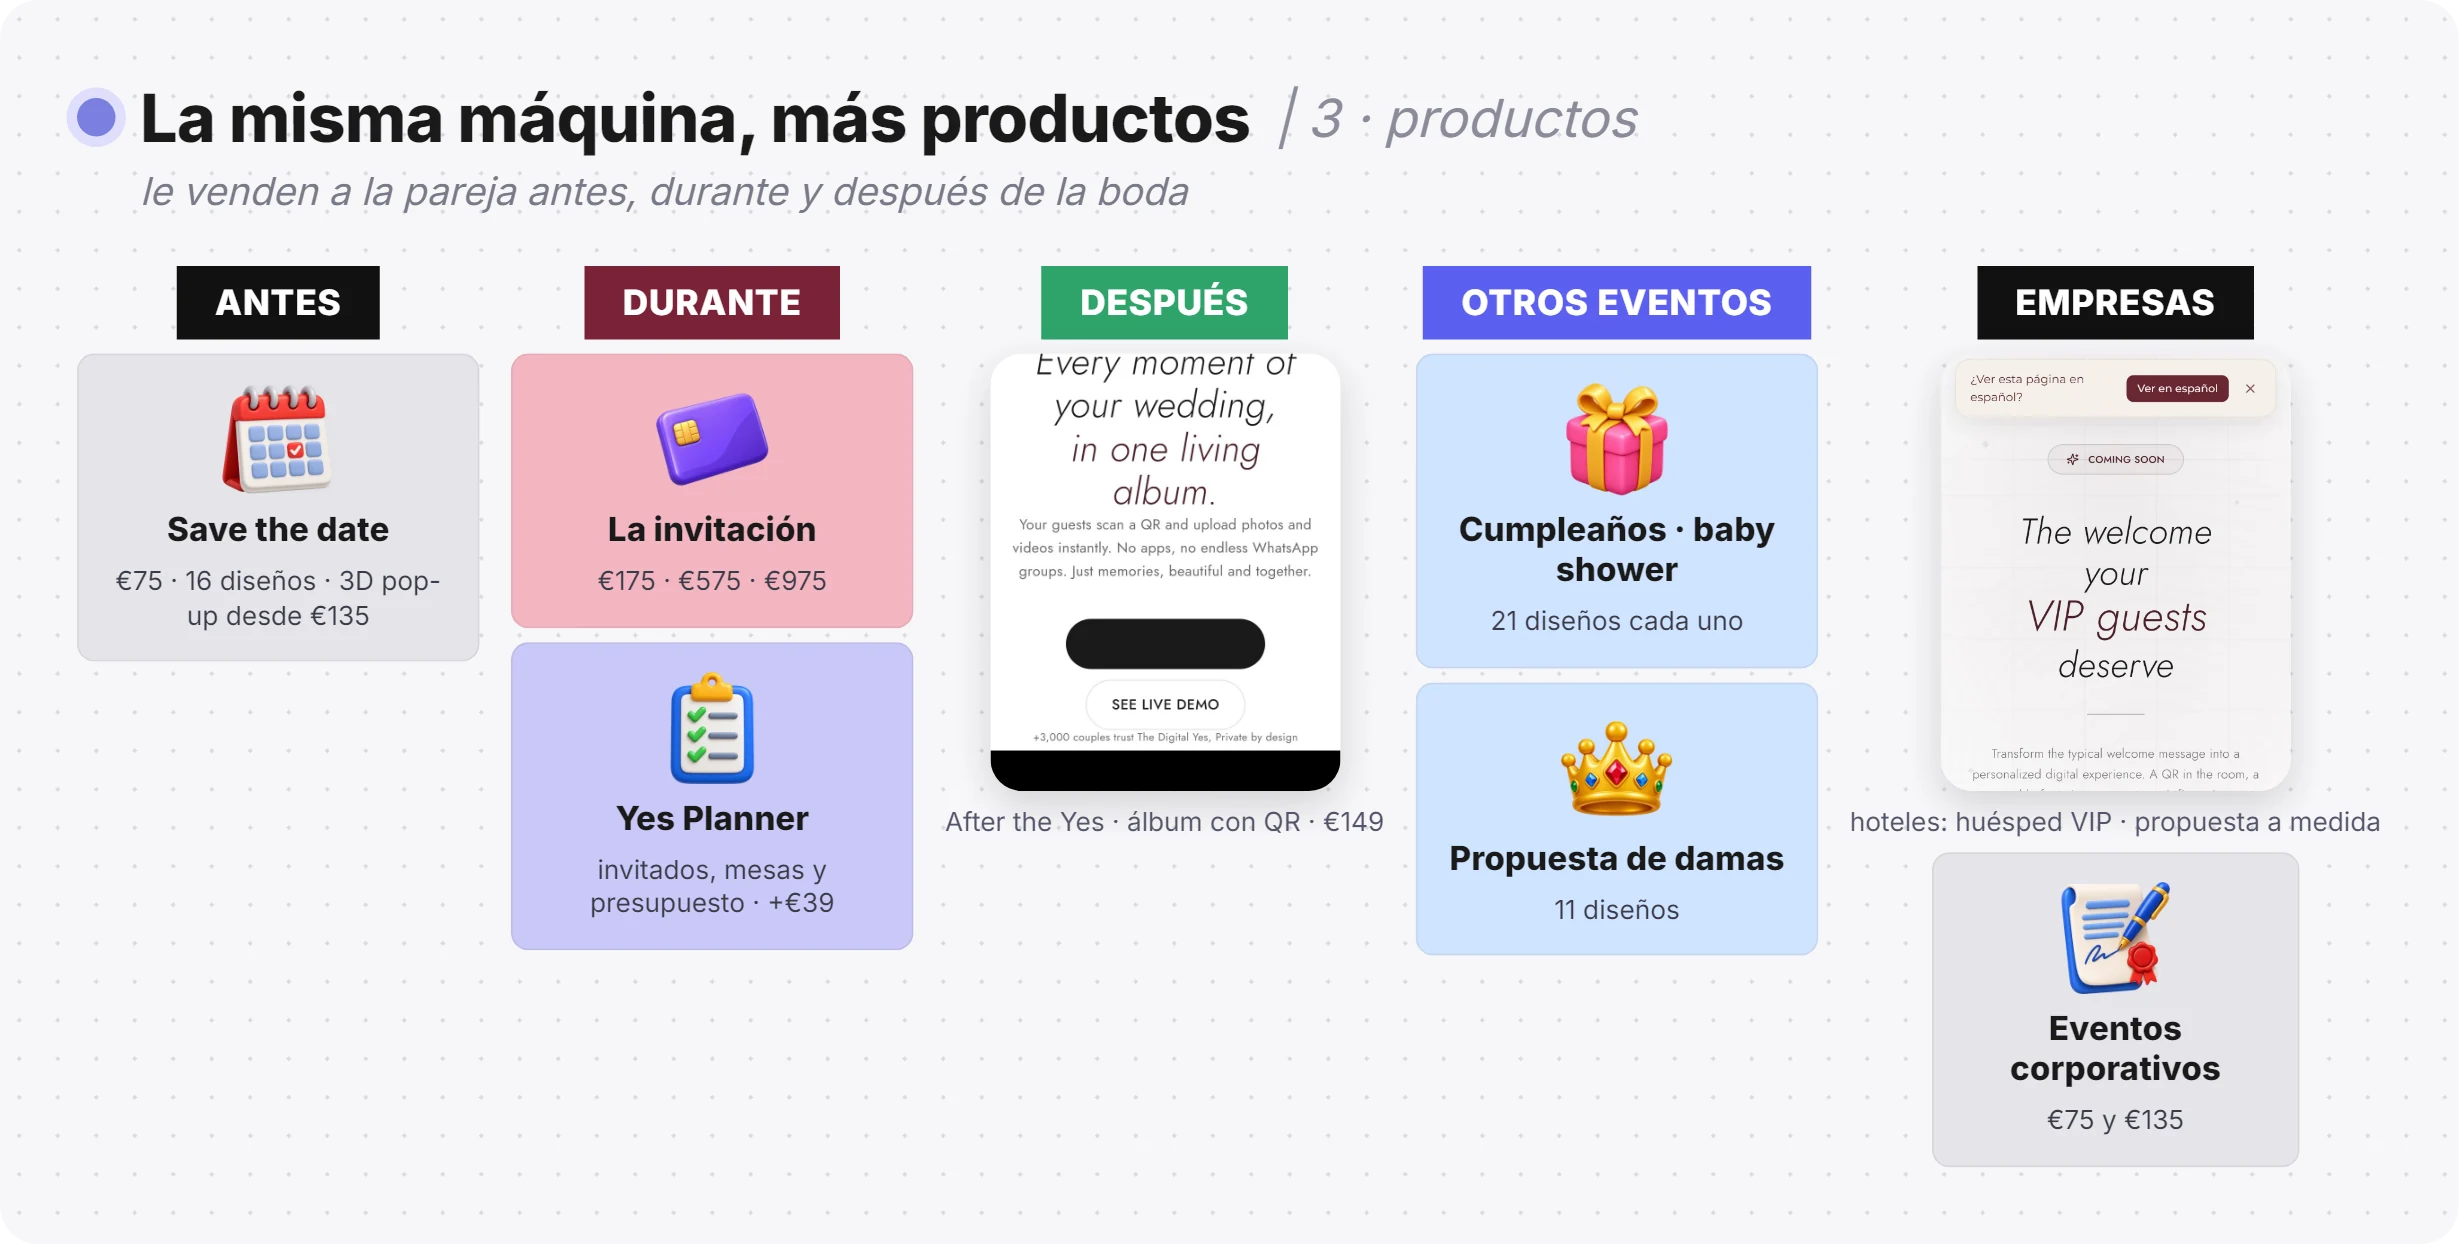 La misma máquina, más productos | 3 · productos
le venden a la pareja antes, durante y después de la boda
ANTES
Save the date
€75 · 16 diseños · 3D pop-
up desde €135
DURANTE
La invitación
€175 · €575 · €975
Yes Planner
invitados, mesas y
presupuesto · +€39
DESPUÉS
Every moment of
your wedding,
in one living
album.
Your guests scan a QR and upload photos and
videos instantly. No apps, no endless WhatsApp
groups. Just memories, beautiful and together.
SEE LIVE DEMO
+3,000 couples trust The Digital Yes, Private by design
After the Yes · álbum con QR · €149
OTROS EVENTOS
Cumpleaños · baby
shower
21 diseños cada uno
Propuesta de damas
11 diseños
EMPRESAS
¿Ver esta página en
español?
Ver en español
COMING SOON
The welcome
your
VIP guests
deserve
Transform the typical welcome message into a
personalized digital experience. A QR in the room, a
hoteles: huésped VIP · propuesta a medida
Eventos
corporativos
€75 y €135